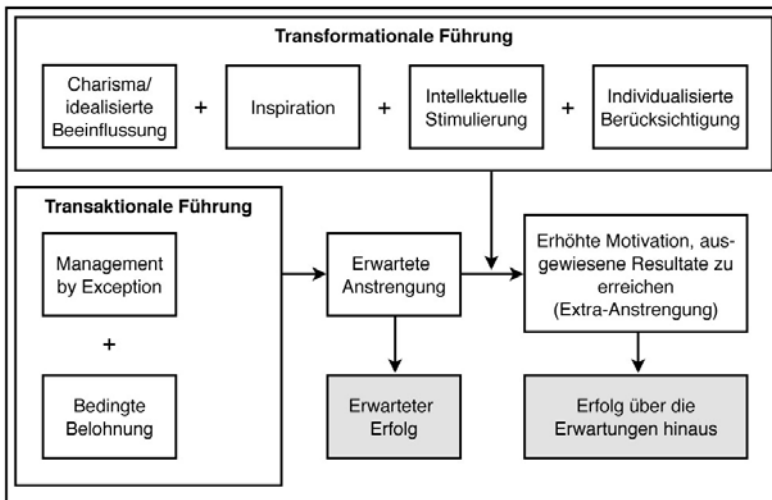 Transformationale Führung
Charisma/
idealisierte
Beeinflussung
+
Inspiration
+
Intellektuelle
Stimulierung
+
Individualisierte
Berücksichtigung
Transaktionale Führung
Management
by Exception
+
Bedingte
Belohnung
Erwartete
Anstrengung
Erhöhte Motivation, aus-
gewiesene Resultate zu
erreichen
(Extra-Anstrengung)
Erwarteter
Erfolg
Erfolg über die
Erwartungen hinaus